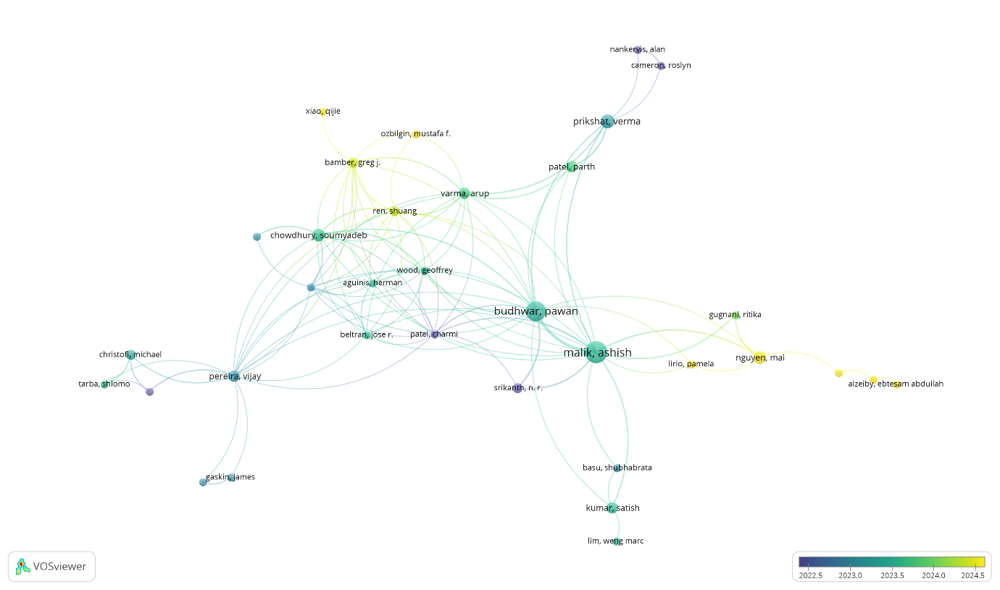 nankervis, alan
cameron, roslyn
xiao, qijie
prikshat, verma
ozbilgin, mustafa f.
bamber, greg j.
patel, parth
varma, arup
ren, shuang
chowdhury, soumyadeb
wood, geoffrey
aguinis, herman
budhwar, pawan
gugnani, ritika
beltran, jose r.
patel, charmi
malik, ashish
christofi, michael
nguyen, mai
lirio, pamela
pereira, vijay
tarba, shlomo
alzeiby, ebtesam abdullah
srikanth, n. r.
basu, shubhabrata
gaskin, james
kumar, satish
lim, weng marc
VOSviewer
2022.5 2023.0 2023.5 2024.0 2024.5